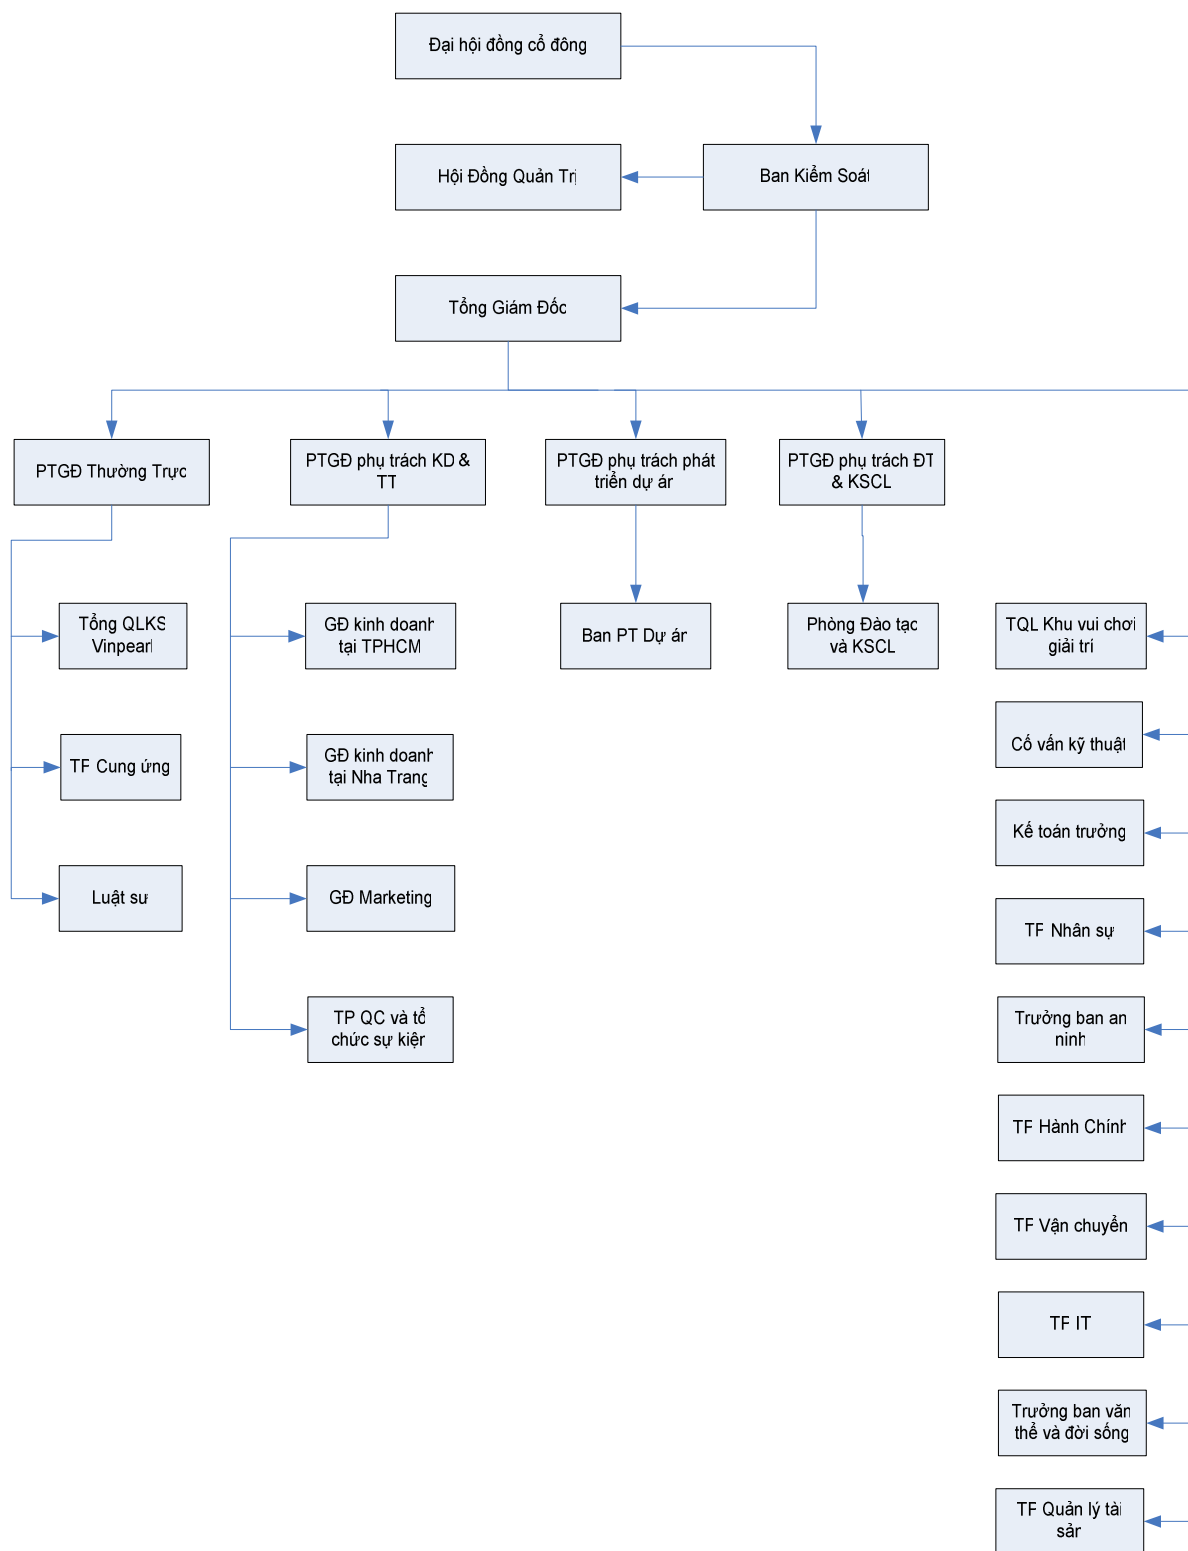 Đại hội đồng cổ đông
Hội Đồng Quản Trị
Ban Kiểm Soát
Tổng Giám Đốc
PTGĐ Thường Trực
PTGĐ phụ trách KD &
TT
PTGĐ phụ trách phát
triển dự án
PTGĐ phụ trách ĐT
& KSCL
Tổng QLKS
Vinpearl
GĐ kinh doanh
tại TPHCM
Ban PT Dự án
Phòng Đào tạo
và KSCL
TQL Khu vui chơi
giải trí
Cố vấn kỹ thuật
TP Cung ứng
GĐ kinh doanh
tại Nha Trang
Kế toán trưởng
Luật sư
GĐ Marketing
TP Nhân sự
TP QC và tổ
chức sự kiện
Trưởng ban an
ninh
TP Hành Chính
TP Vận chuyển
TP IT
Trưởng ban văn
thể và đời sống
TP Quản lý tài
sản